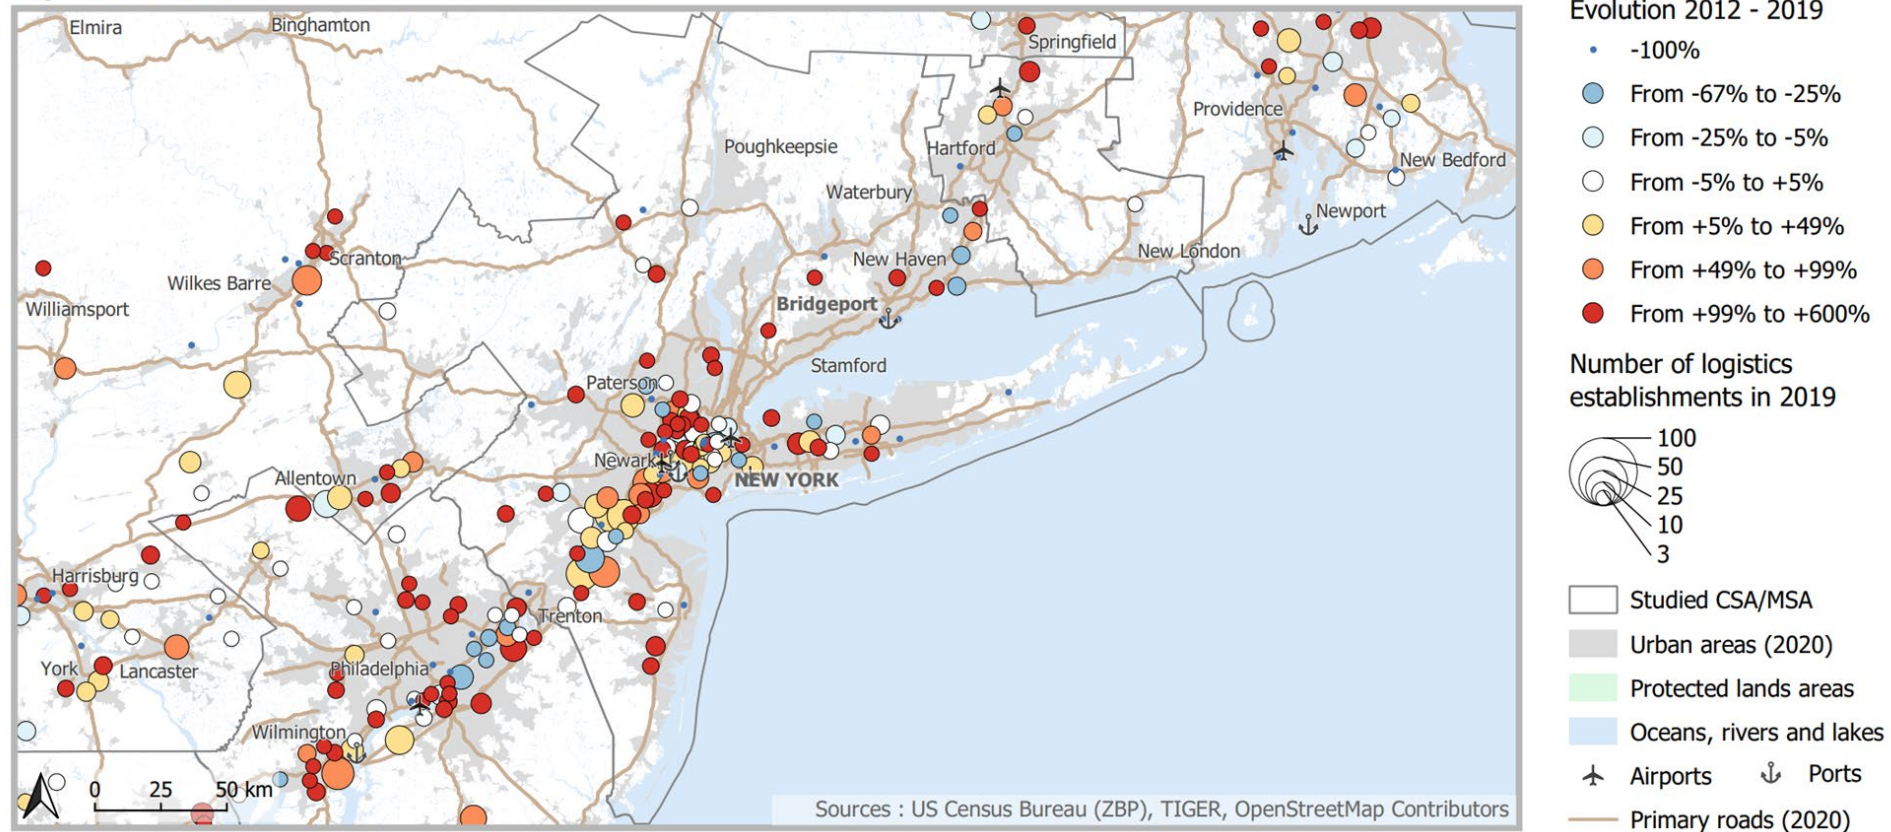 Elmira
Binghamton
Springfield
Providence
Poughkeepsie
Hartford
New Bedford
Waterbury
Newport
New London
Scranton
New Haven
Wilkes Barre
Williamsport
Bridgeport
Stamford
Paterson
Newark
NEW YORK
Allentown
Harrisburg
Trenton
York
Lancaster
Philadelphia
Wilmington
0 25 50 km
Sources : US Census Bureau (ZBP), TIGER, OpenStreetMap Contributors
Evolution 2012 - 2019
-100%
From -67% to -25%
From -25% to -5%
From -5% to +5%
From +5% to +49%
From +49% to +99%
From +99% to +600%
Number of logistics
establishments in 2019
100
50
25
10
3
Studied CSA/MSA
Urban areas (2020)
Protected lands areas
Oceans, rivers and lakes
Airports Ports
Primary roads (2020)